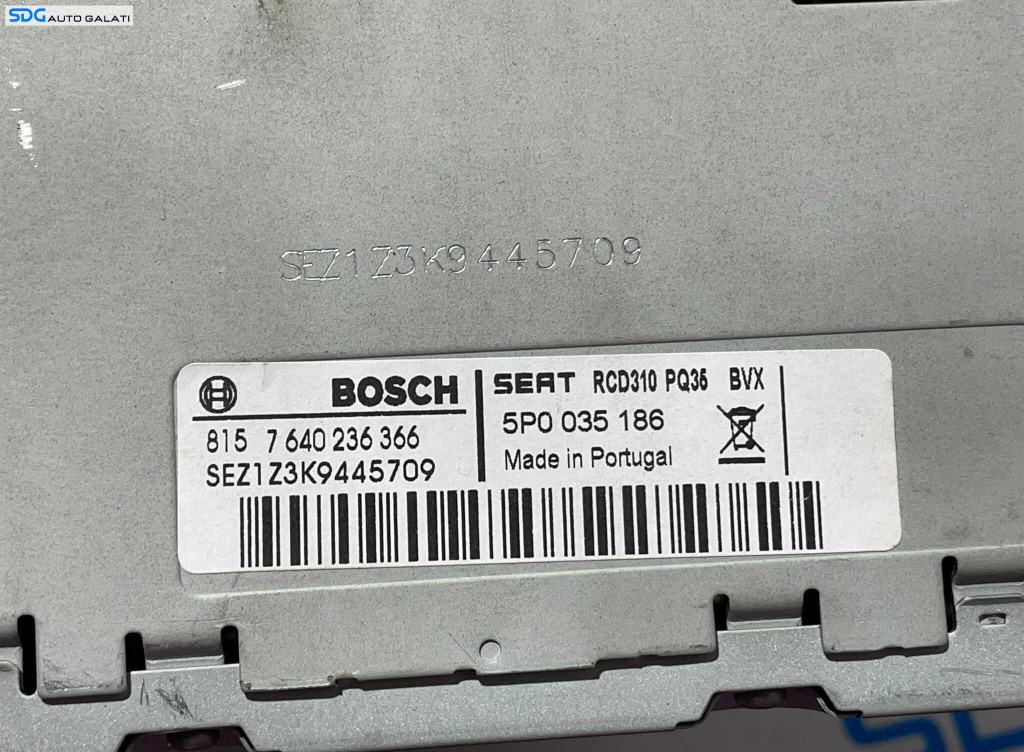 SDG AUTO GALATI
SEZ1Z3K9445709
BOSCH
815 7 640 236 366
SEZ1Z3K9445709
SEAT RCD310 PQ35 BVX
5P0 035 186
Made in Portugal